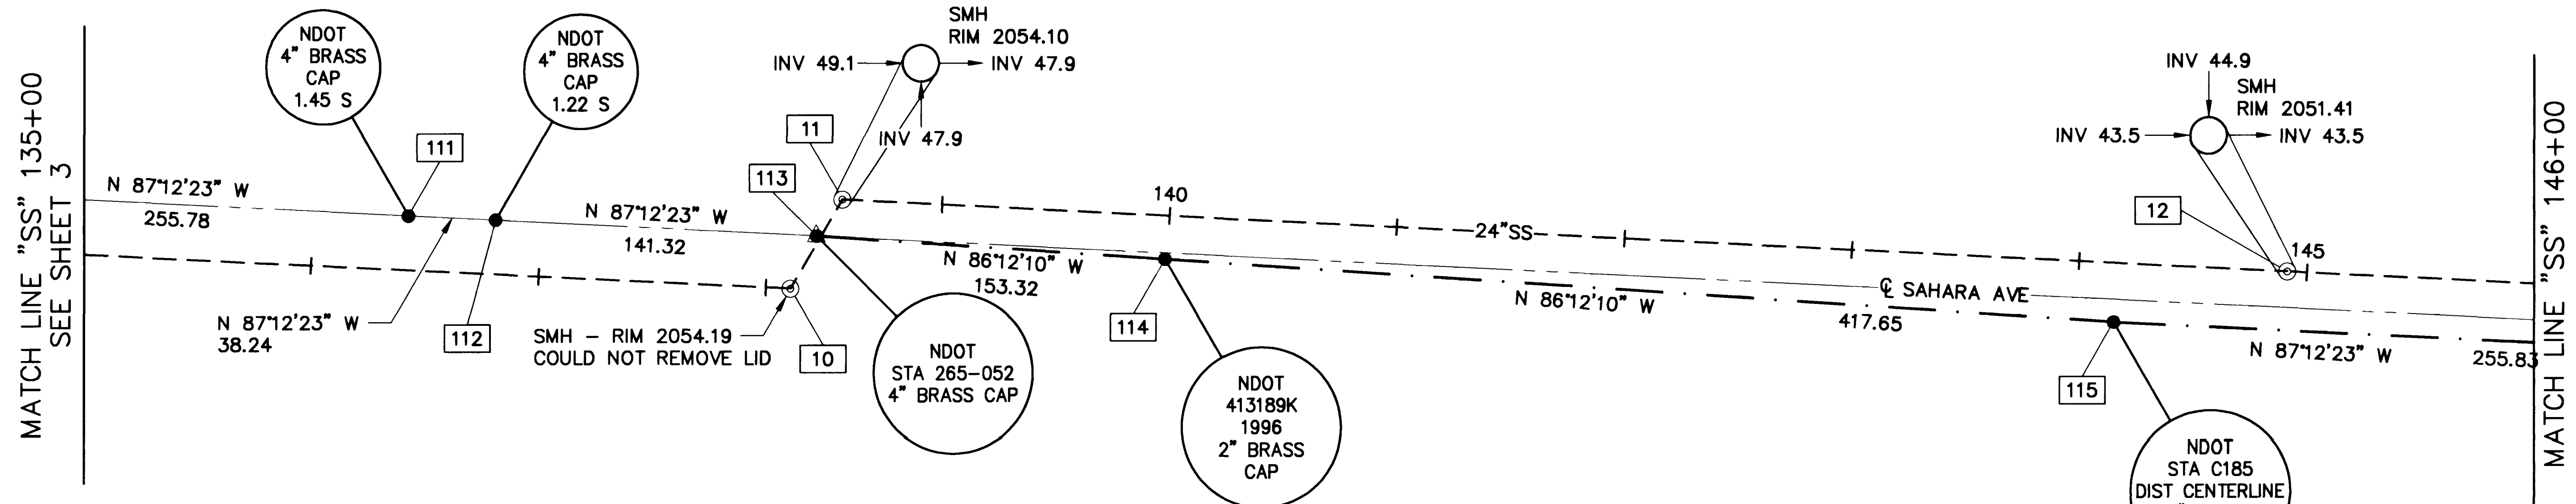 MATCH LINE "SS" 135+00
SEE SHEET 3
NDOT
4" BRASS
CAP
1.45 S
NDOT
4" BRASS
CAP
1.22 S
SMH
RIM 2054.10
INV 49.1
INV 47.9
INV 47.9
11
111
113
N 87°12'23" W
255.78
N 87°12'23" W
141.32
N 87°12'23" W
38.24
112
SMH - RIM 2054.19
COULD NOT REMOVE LID
10
N 86°12'10" W
153.32
NDOT
STA 265-052
4" BRASS CAP
140
114
NDOT
413189K
1996
2" BRASS
CAP
24"SS
N 86°12'10" W
417.65
℄ SAHARA AVE
INV 44.9
SMH
RIM 2051.41
INV 43.5
INV 43.5
12
145
115
N 87°12'23" W
255.83
NDOT
STA C185
DIST CENTERLINE
MATCH LINE "SS" 146+00